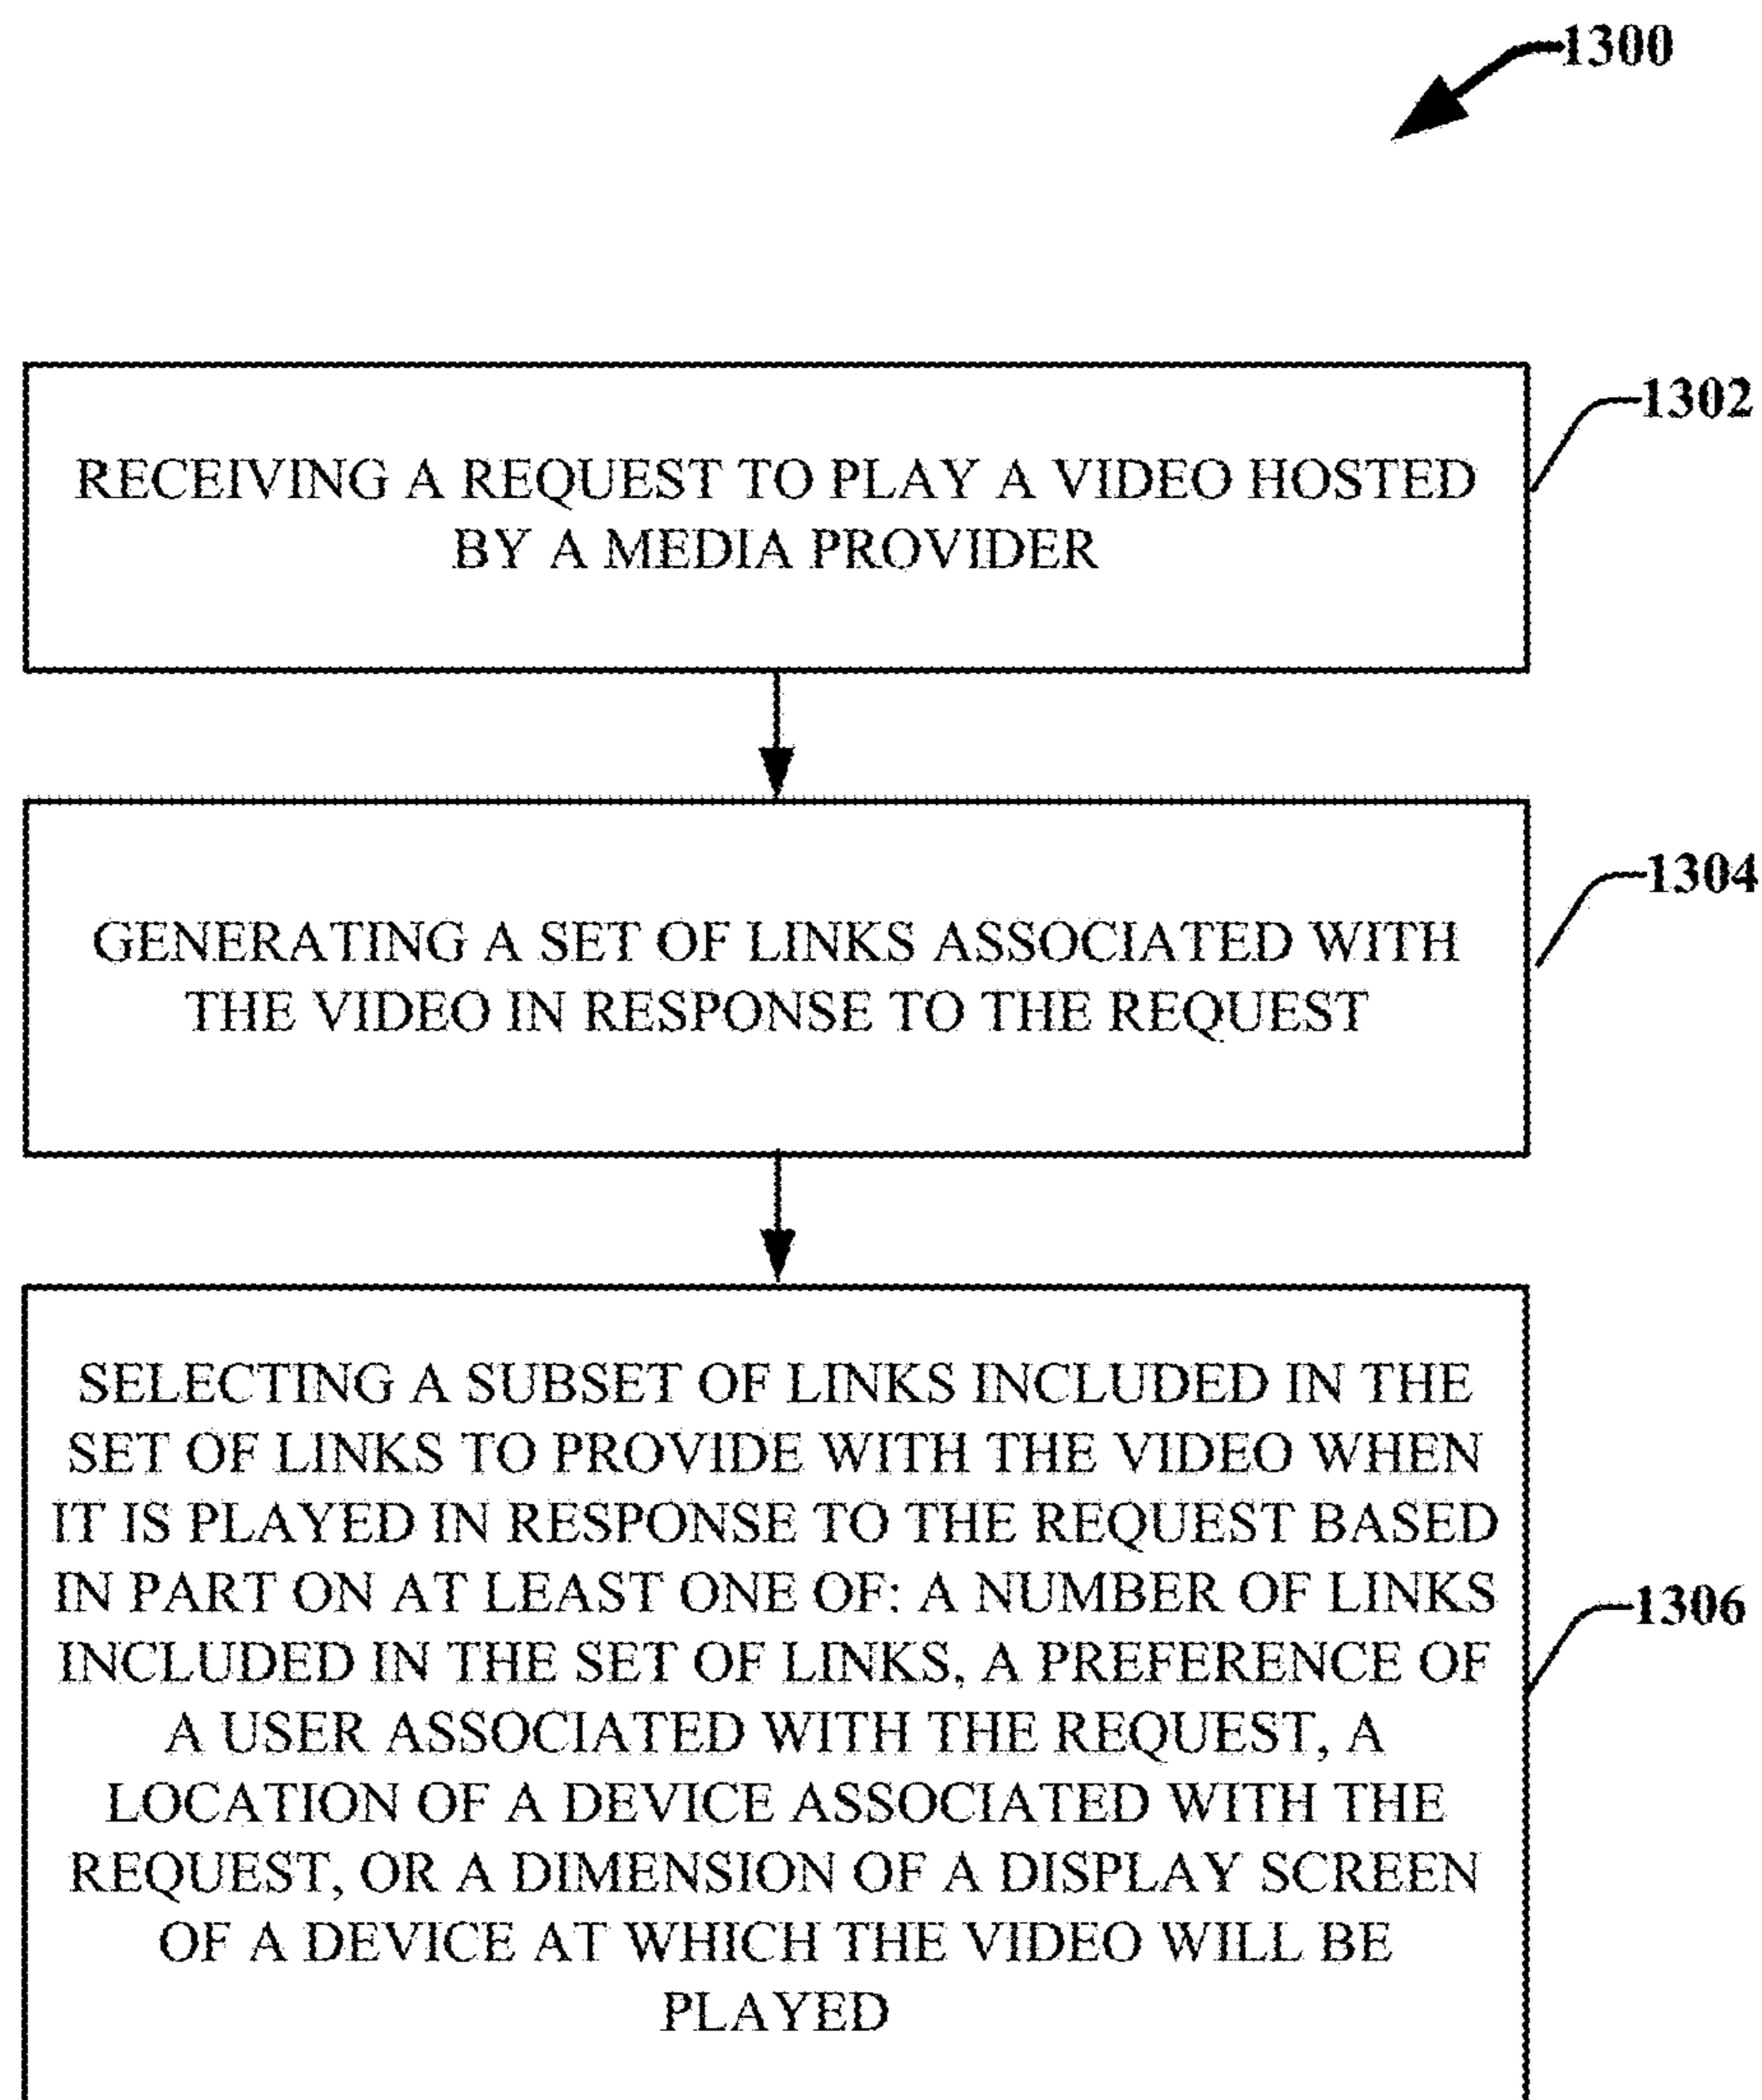 1300
RECEIVING A REQUEST TO PLAY A VIDEO HOSTED
BY A MEDIA PROVIDER
1302
GENERATING A SET OF LINKS ASSOCIATED WITH
THE VIDEO IN RESPONSE TO THE REQUEST
1304
SELECTING A SUBSET OF LINKS INCLUDED IN THE
SET OF LINKS TO PROVIDE WITH THE VIDEO WHEN
IT IS PLAYED IN RESPONSE TO THE REQUEST BASED
IN PART ON AT LEAST ONE OF: A NUMBER OF LINKS
INCLUDED IN THE SET OF LINKS, A PREFERENCE OF
A USER ASSOCIATED WITH THE REQUEST, A
LOCATION OF A DEVICE ASSOCIATED WITH THE
REQUEST, OR A DIMENSION OF A DISPLAY SCREEN
OF A DEVICE AT WHICH THE VIDEO WILL BE
PLAYED
1306